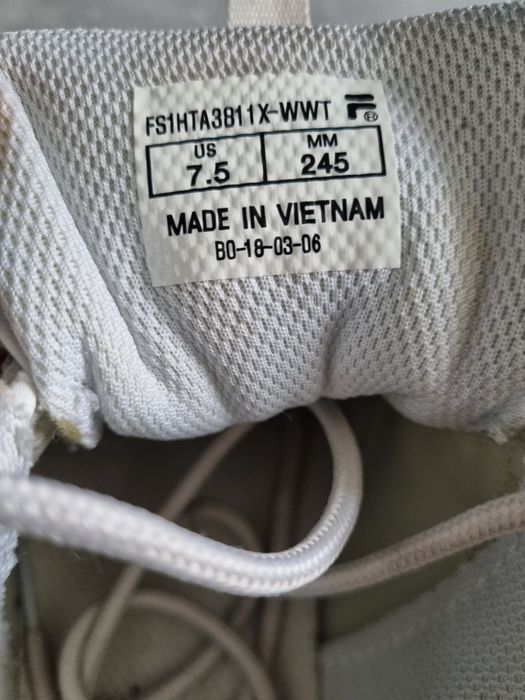 FS1HTA3811X-WWT
US MM
7.5 245
MADE IN VIETNAM
B0-18-03-06